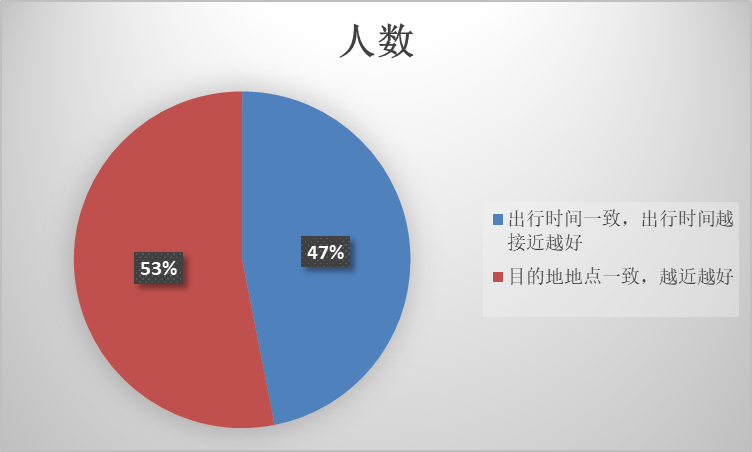 人数
53%
47%
出行时间一致，出行时间越
接近越好
目的地地点一致，越近越好